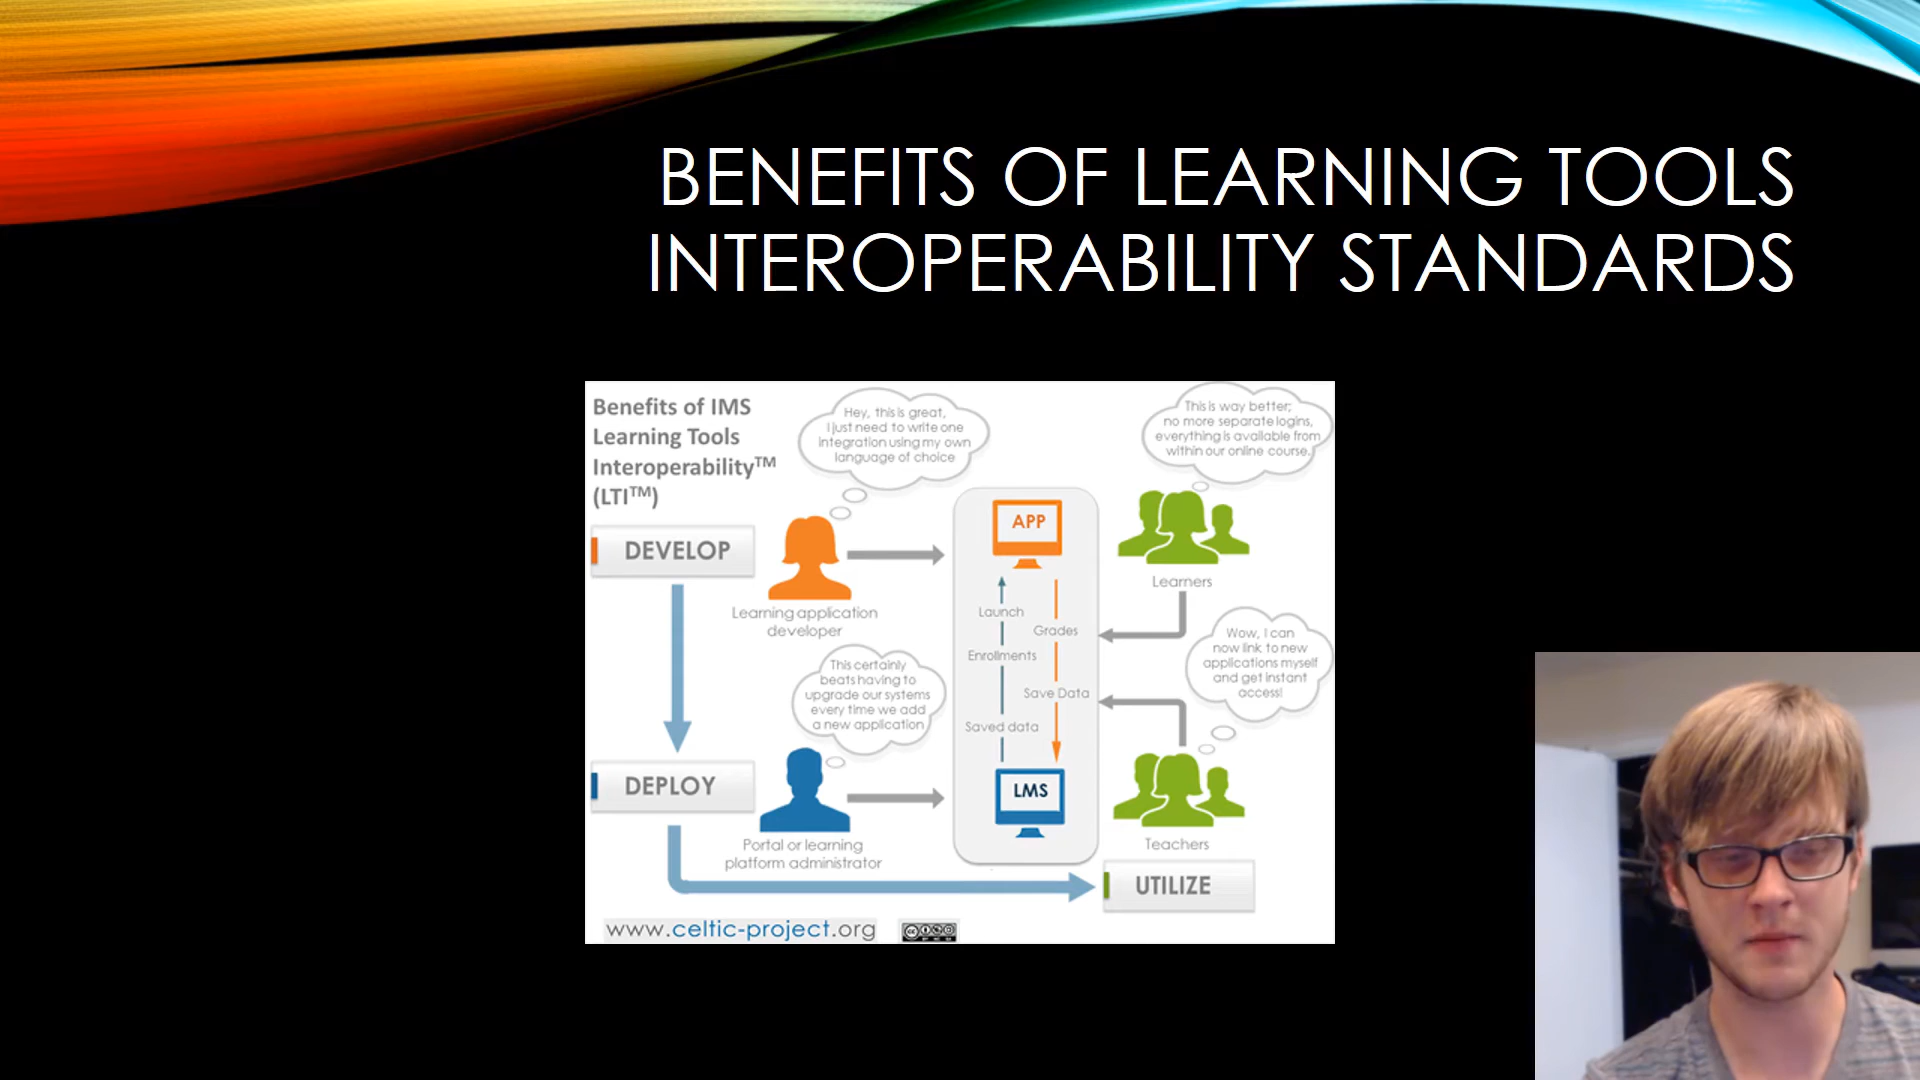 BENEFITS OF LEARNING TOOLS
INTEROPERABILITY STANDARDS
Benefits of IMS
Learning Tools
Interoperability™
(LTI™)
Hey, this is great,
I just need to write one
integration using my own
language of choice
This is way better;
no more separate logins,
everything is available from
within our online course.
DEVELOP
Learning application
developer
APP
Launch
Grades
Enrollments
Save Data
Saved data
LMS
Learners
Wow, I can
now link to new
applications myself
and get instant
access!
This certainly
beats having to
upgrade our systems
every time we add
a new application
DEPLOY
Portal or learning
platform administrator
Teachers
UTILIZE
www.celtic-project.org